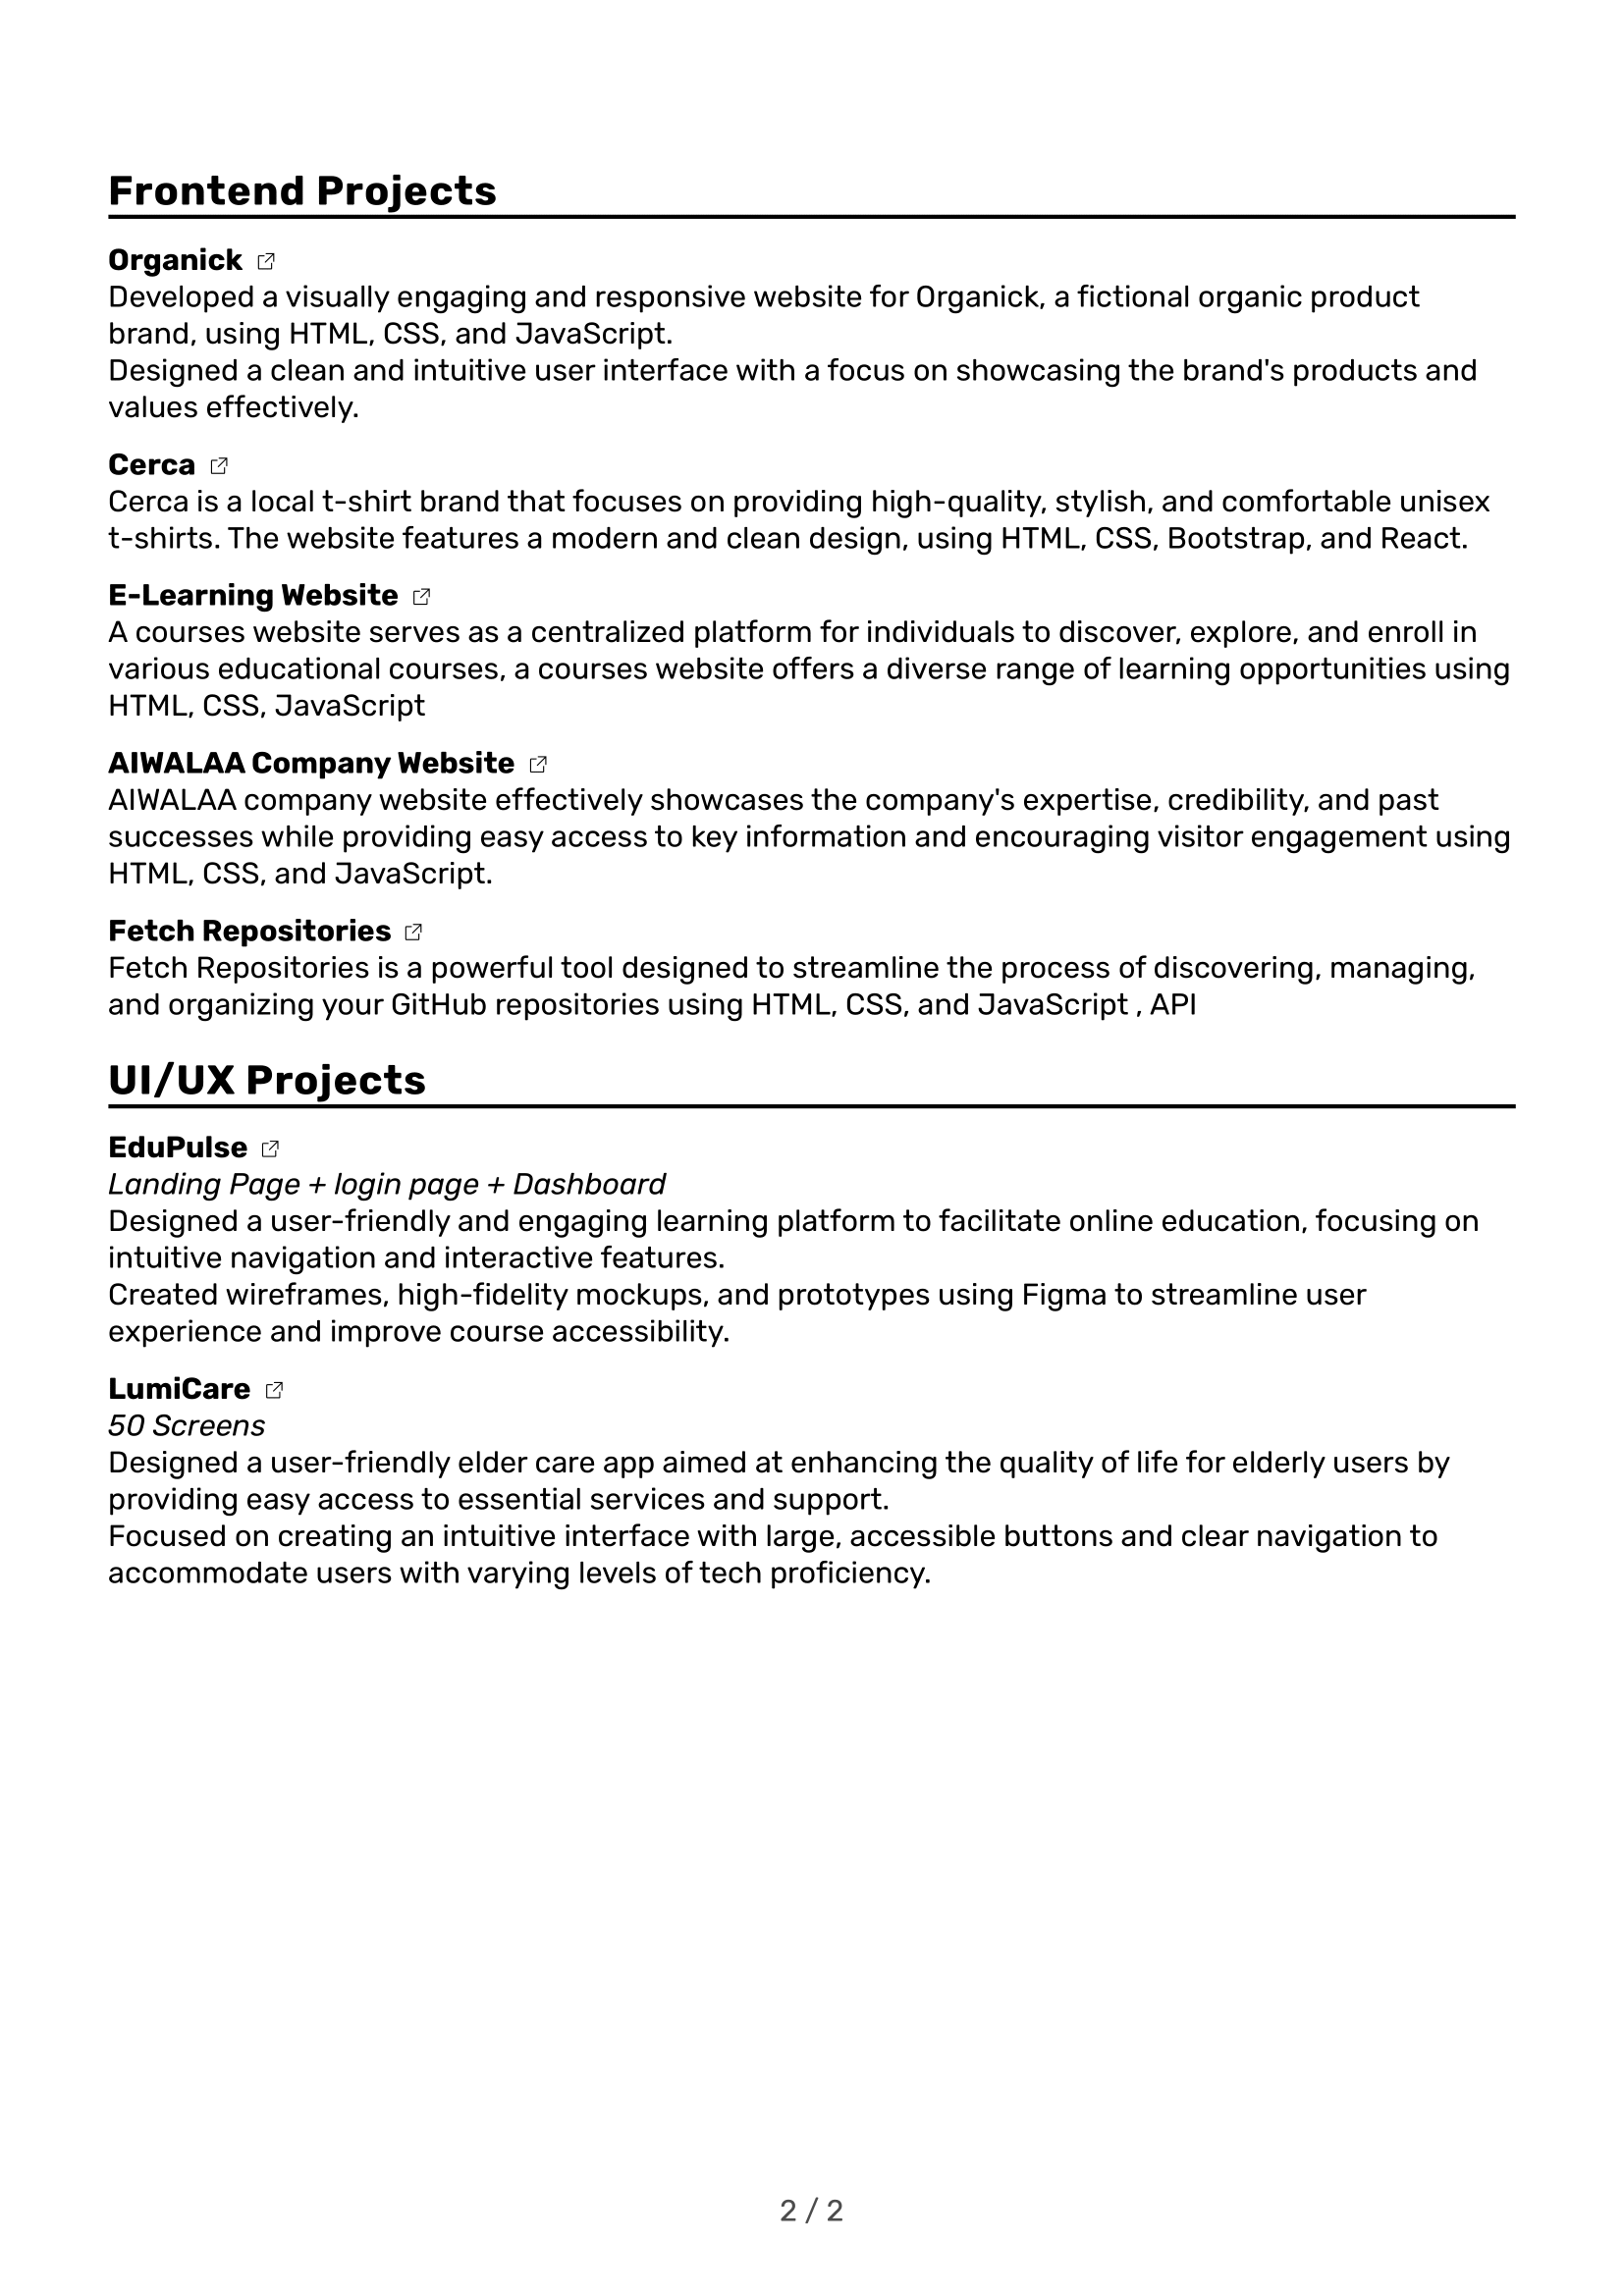 Frontend Projects
Organick
Developed a visually engaging and responsive website for Organick, a fictional organic product
brand, using HTML, CSS, and JavaScript.
Designed a clean and intuitive user interface with a focus on showcasing the brand's products and
values effectively.
Cerca
Cerca is a local t-shirt brand that focuses on providing high-quality, stylish, and comfortable unisex
t-shirts. The website features a modern and clean design, using HTML, CSS, Bootstrap, and React.
E-Learning Website
A courses website serves as a centralized platform for individuals to discover, explore, and enroll in
various educational courses, a courses website offers a diverse range of learning opportunities using
HTML, CSS, JavaScript
AIWALAA Company Website
AIWALAA company website effectively showcases the company's expertise, credibility, and past
successes while providing easy access to key information and encouraging visitor engagement using
HTML, CSS, and JavaScript.
Fetch Repositories
Fetch Repositories is a powerful tool designed to streamline the process of discovering, managing,
and organizing your GitHub repositories using HTML, CSS, and JavaScript , API
UI/UX Projects
EduPulse
Landing Page + login page + Dashboard
Designed a user-friendly and engaging learning platform to facilitate online education, focusing on
intuitive navigation and interactive features.
Created wireframes, high-fidelity mockups, and prototypes using Figma to streamline user
experience and improve course accessibility.
LumiCare
50 Screens
Designed a user-friendly elder care app aimed at enhancing the quality of life for elderly users by
providing easy access to essential services and support.
Focused on creating an intuitive interface with large, accessible buttons and clear navigation to
accommodate users with varying levels of tech proficiency.
2 / 2